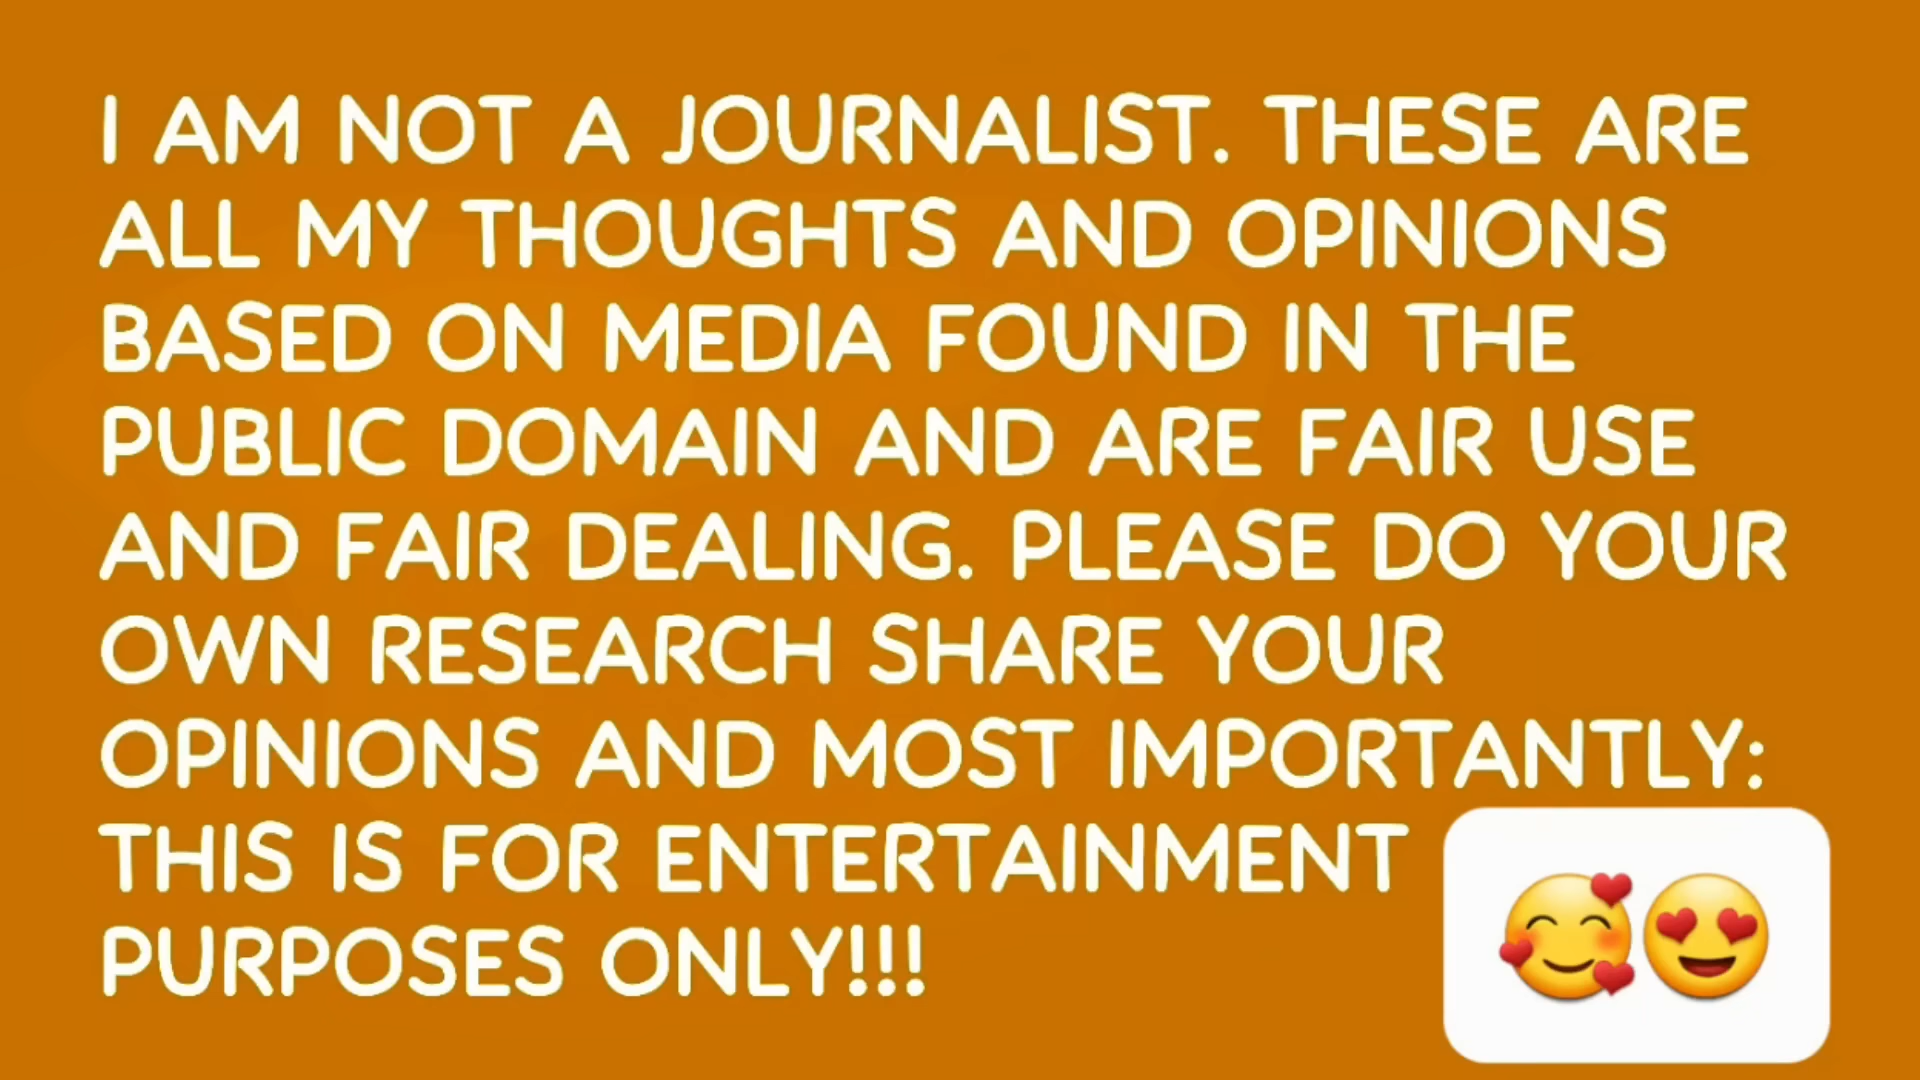 I AM NOT A JOURNALIST. THESE ARE
ALL MY THOUGHTS AND OPINIONS
BASED ON MEDIA FOUND IN THE
PUBLIC DOMAIN AND ARE FAIR USE
AND FAIR DEALING. PLEASE DO YOUR
OWN RESEARCH SHARE YOUR
OPINIONS AND MOST IMPORTANTLY:
THIS IS FOR ENTERTAINMENT
PURPOSES ONLY!!!